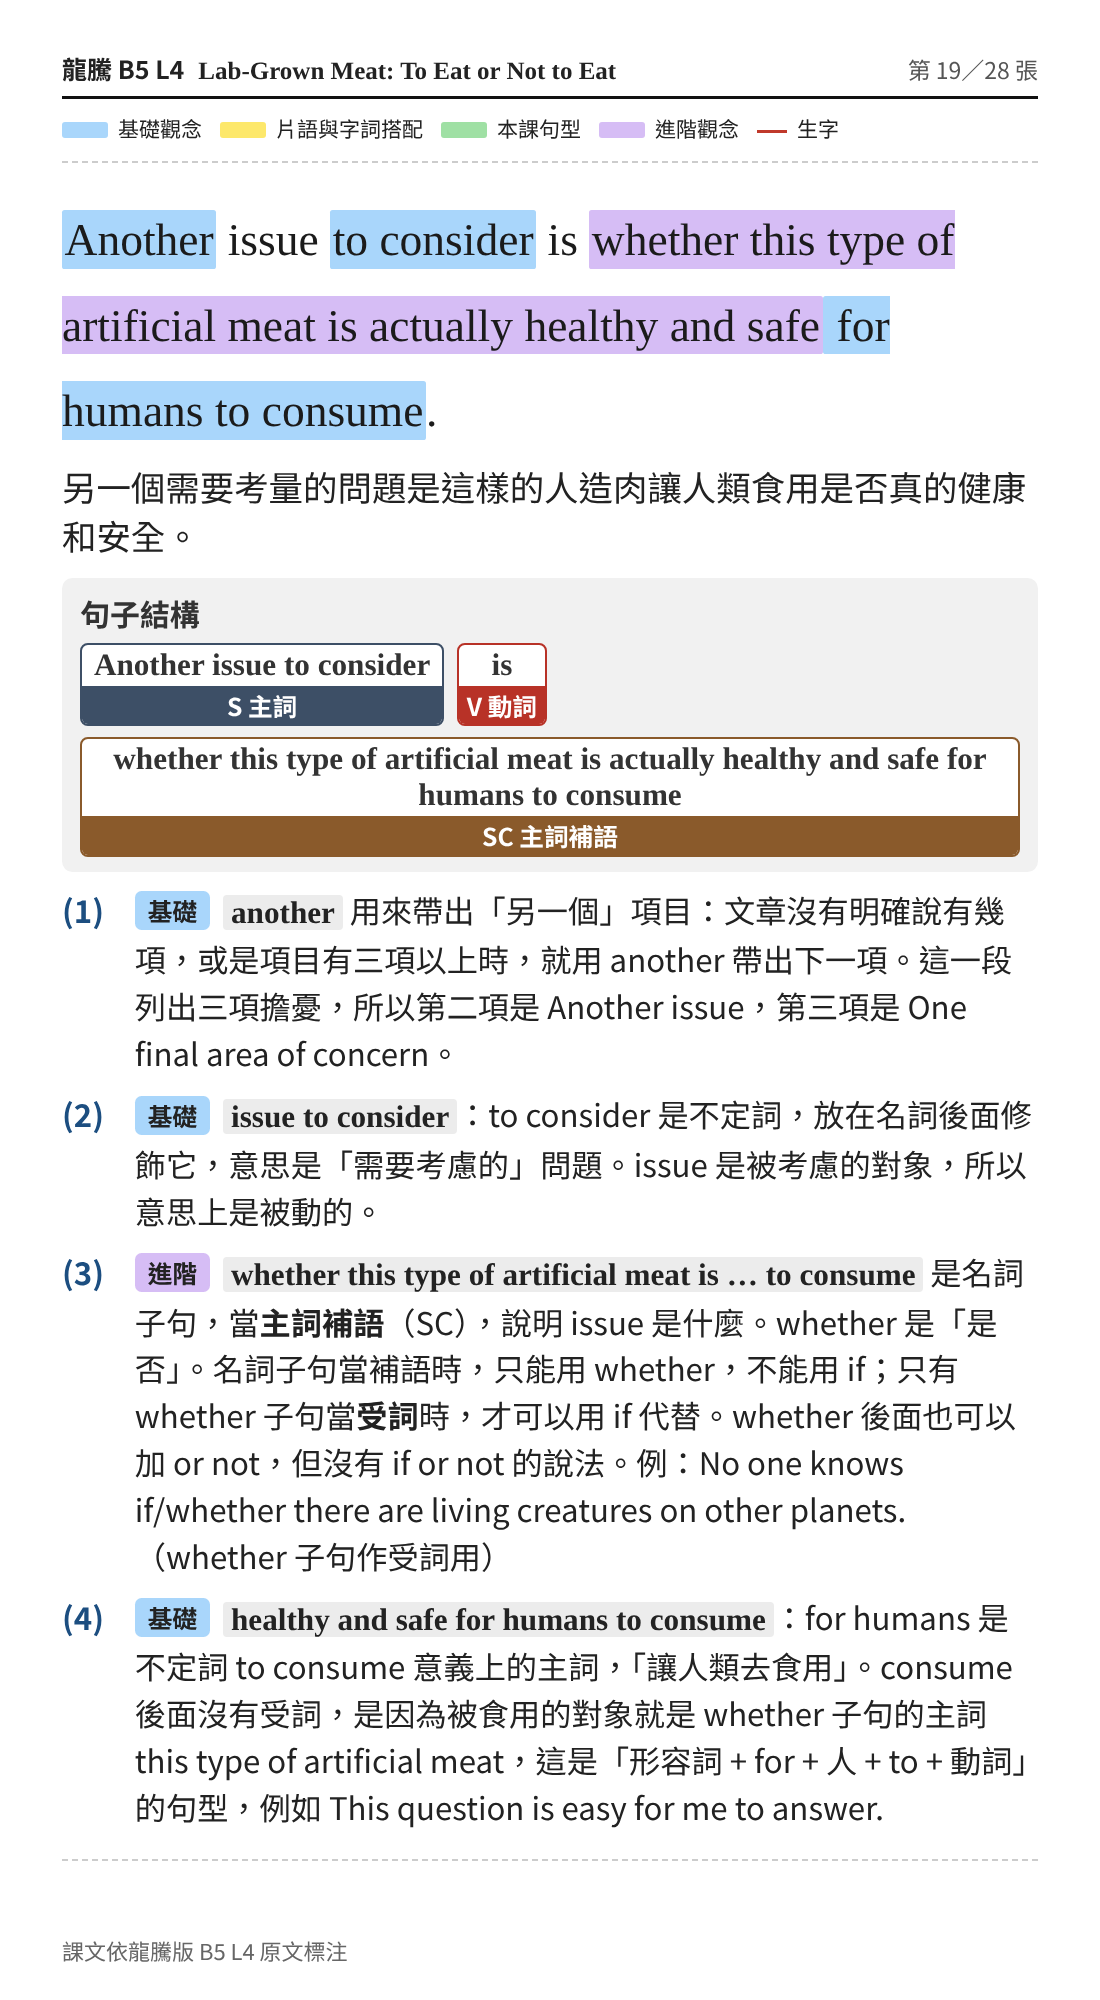 龍騰 B5 L4 Lab-Grown Meat: To Eat or Not to Eat 第 19／28 張
基礎觀念 片語與字詞搭配 本課句型 進階觀念 生字
Another issue to consider is whether this type of
artificial meat is actually healthy and safe for
humans to consume.
另一個需要考量的問題是這樣的人造肉讓人類食用是否真的健康
和安全。
句子結構
Another issue to consider is
S 主詞 V 動詞
whether this type of artificial meat is actually healthy and safe for
humans to consume
SC 主詞補語
(1) 基礎 another 用來帶出「另一個」項目：文章沒有明確說有幾
項，或是項目有三項以上時，就用 another 帶出下一項。這一段
列出三項擔憂，所以第二項是 Another issue，第三項是 One
final area of concern。
(2) 基礎 issue to consider：to consider 是不定詞，放在名詞後面修
飾它，意思是「需要考慮的」問題。issue 是被考慮的對象，所以
意思上是被動的。
(3) 進階 whether this type of artificial meat is … to consume 是名詞
子句，當主詞補語（SC），說明 issue 是什麼。whether 是「是
否」。名詞子句當補語時，只能用 whether，不能用 if；只有
whether 子句當受詞時，才可以用 if 代替。whether 後面也可以
加 or not，但沒有 if or not 的說法。例：No one knows
if/whether there are living creatures on other planets.
（whether 子句作受詞用）
(4) 基礎 healthy and safe for humans to consume：for humans 是
不定詞 to consume 意義上的主詞，「讓人類去食用」。consume
後面沒有受詞，是因為被食用的對象就是 whether 子句的主詞
this type of artificial meat，這是「形容詞 + for + 人 + to + 動詞」
的句型，例如 This question is easy for me to answer.
課文依龍騰版 B5 L4 原文標注